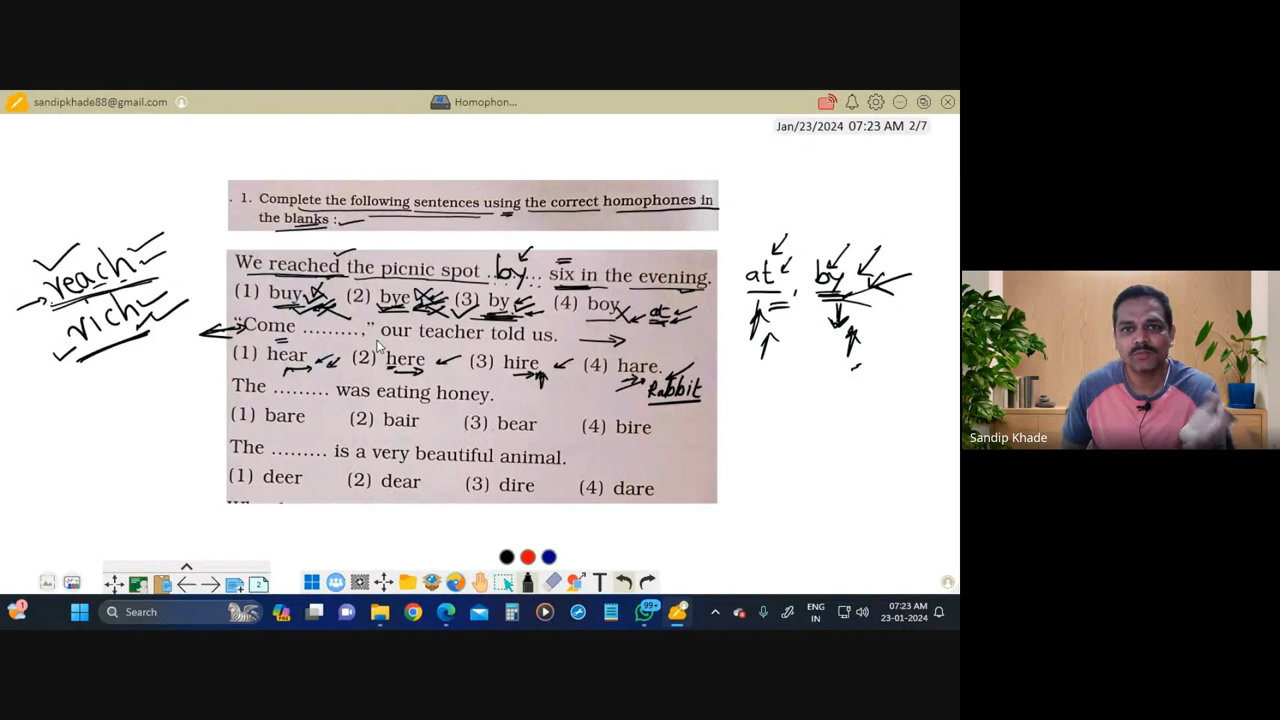 sandipkhade88@gmail.com
Homophon...
Jan/23/2024 07:23 AM 2/7
1. Complete the following sentences using the correct homophones in
the blanks :
We reached the picnic spot ...by... six in the evening.
(1) buy (2) bye (3) by (4) boy at
"Come ..........," our teacher told us.
(1) hear (2) here (3) hire (4) hare.
Rabbit
The ......... was eating honey.
(1) bare (2) bair (3) bear (4) bire
The ......... is a very beautiful animal.
(1) deer (2) dear (3) dire (4) dare
reach
rich
at, by
Sandip Khade
2
T
1
Search
PRE
99+
ENG
IN
07:23 AM
23-01-2024